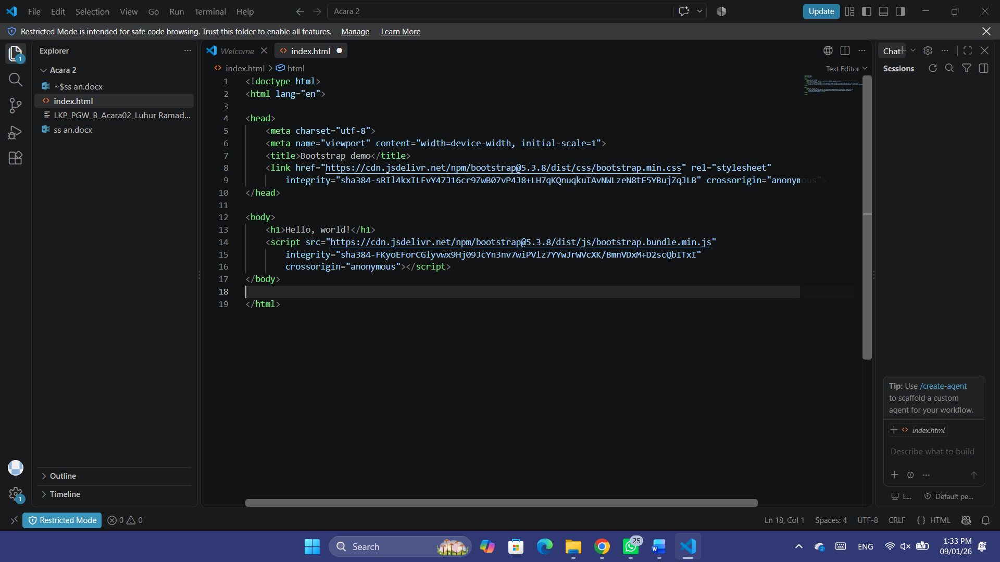 File Edit Selection View Go Run Terminal Help
Acara 2
Update
Restricted Mode is intended for safe code browsing. Trust this folder to enable all features. Manage Learn More
1
Explorer
Acara 2
~$ss an.docx
index.html
LKP_PGW_B_Acara02_Luhur Ramad...
ss an.docx
Outline
Timeline
1
Welcome
index.html
index.html > html
Text Editor
1 <!doctype html>
2 <html lang="en">
3
4 <head>
5 <meta charset="utf-8">
6 <meta name="viewport" content="width=device-width, initial-scale=1">
7 <title>Bootstrap demo</title>
8 <link href="https://cdn.jsdelivr.net/npm/bootstrap@5.3.8/dist/css/bootstrap.min.css" rel="stylesheet"
9 integrity="sha384-sRIl4kxILFvY47J16cr9ZwB07vP4J8+LH7qKQnuqkuIAvNWLzeN8tE5YBujZqJLB" crossorigin="anonymous">
10 </head>
11
12 <body>
13 <h1>Hello, world!</h1>
14 <script src="https://cdn.jsdelivr.net/npm/bootstrap@5.3.8/dist/js/bootstrap.bundle.min.js"
15 integrity="sha384-FKyoEForCGlyvwx9Hj09JcYn3nv7wiPVlz7YYwJrWVcXK/BmnVDxM+D2scQbITxI"
16 crossorigin="anonymous"></script>
17 </body>
18
19 </html>
Chat
Sessions
Tip: Use /create-agent
to scaffold a custom
agent for your workflow.
index.html
Describe what to build
L...
Default pe...
Restricted Mode
0 0
Ln 18, Col 1 Spaces: 4 UTF-8 CRLF { } HTML
Search
25
ENG
1:33 PM
09/01/26